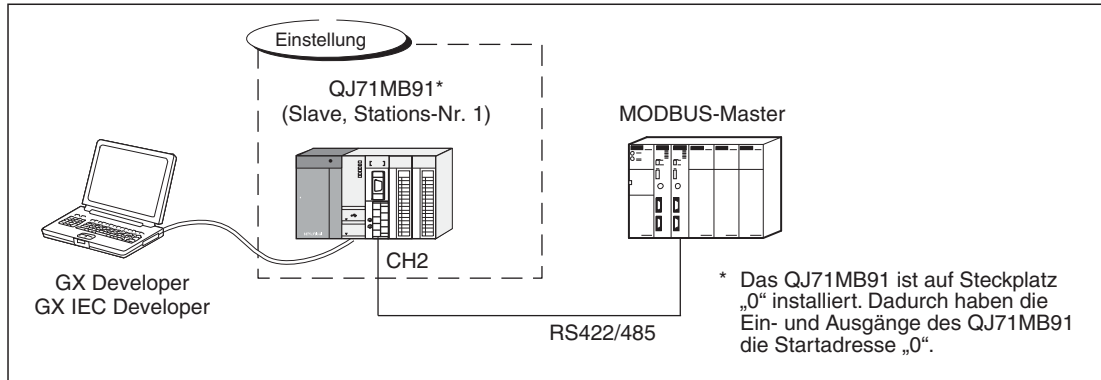 Einstellung
QJ71MB91*
(Slave, Stations-Nr. 1)
MODBUS-Master
CH2
GX Developer
GX IEC Developer
RS422/485
* Das QJ71MB91 ist auf Steckplatz
„0“ installiert. Dadurch haben die
Ein- und Ausgänge des QJ71MB91
die Startadresse „0“.